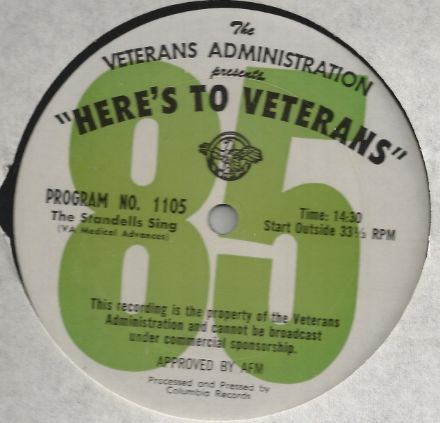 The
VETERANS ADMINISTRATION
presents
"HERE'S TO VETERANS"
85
PROGRAM NO. 1105
The Standells Sing
(VA Medical Advances)
Time: 14:30
Start Outside 33⅓ RPM
This recording is the property of the Veterans
Administration and cannot be broadcast
under commercial sponsorship.
APPROVED BY AFM
Processed and Pressed by
Columbia Records